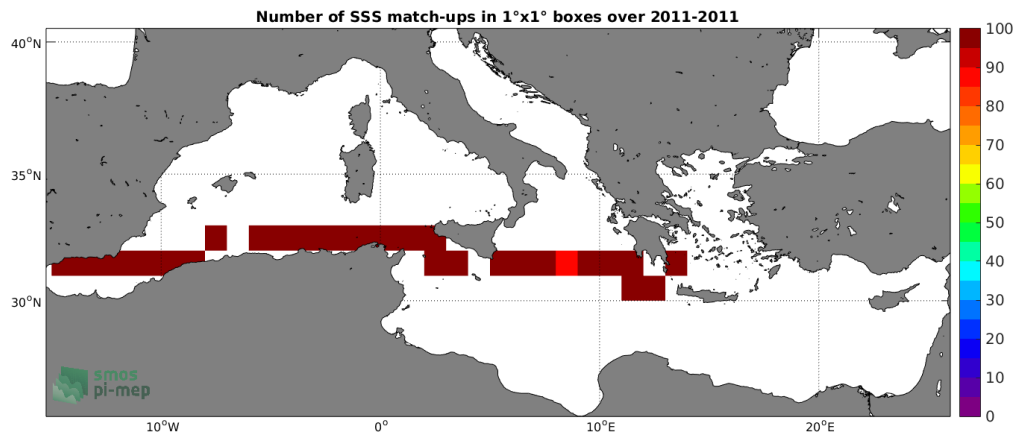 Number of SSS match-ups in 1°x1° boxes over 2011-2011
40°N
35°N
30°N
10°W
0°
10°E
20°E
100
90
80
70
60
50
40
30
20
10
0
smos
pi-mep